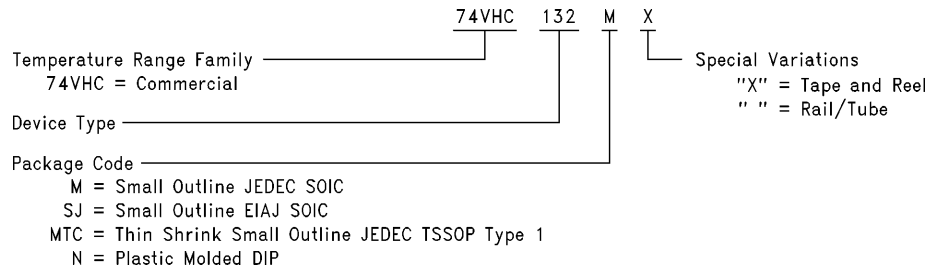 74VHC 132 M X
Temperature Range Family
74VHC = Commercial
Special Variations
"X" = Tape and Reel
" " = Rail/Tube
Device Type
Package Code
M = Small Outline JEDEC SOIC
SJ = Small Outline EIAJ SOIC
MTC = Thin Shrink Small Outline JEDEC TSSOP Type 1
N = Plastic Molded DIP